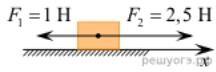 F₁ = 1 Н F₂ = 2,5 Н
x
решуогэ.рф